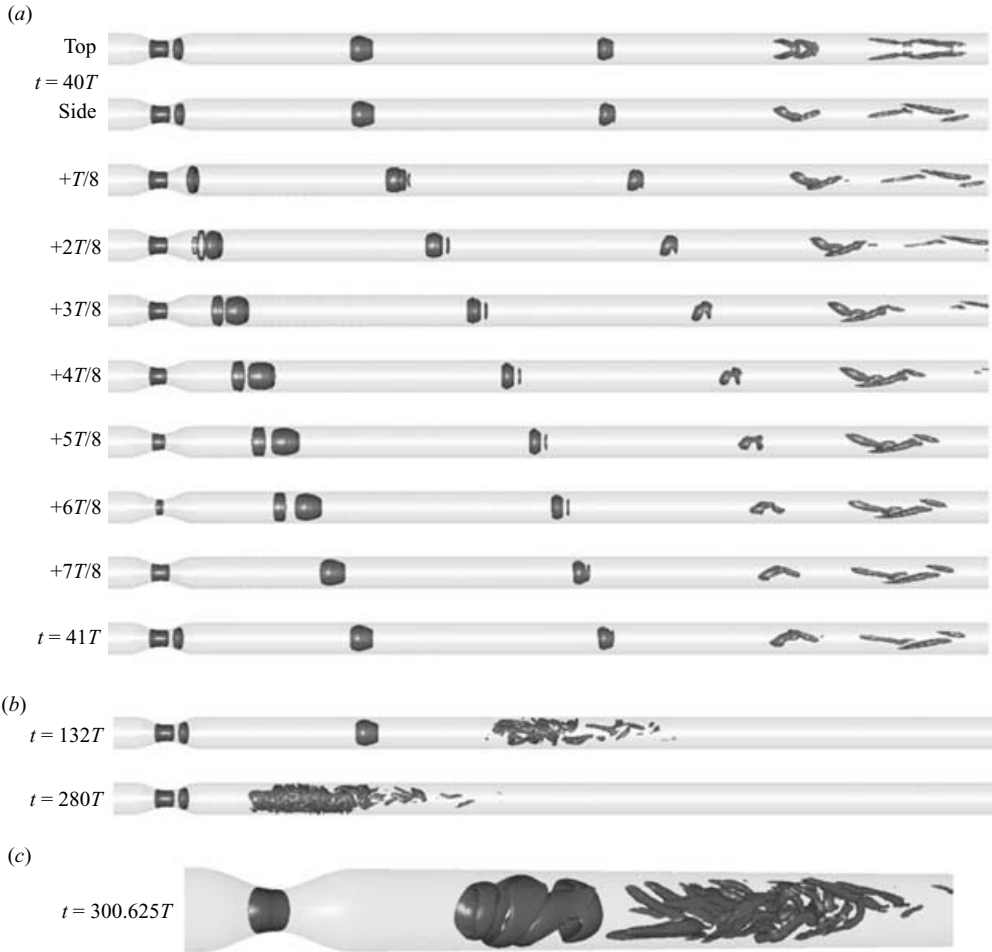 (a)
Top
t = 40T
Side
+T/8
+2T/8
+3T/8
+4T/8
+5T/8
+6T/8
+7T/8
t = 41T
(b)
t = 132T
t = 280T
(c)
t = 300.625T